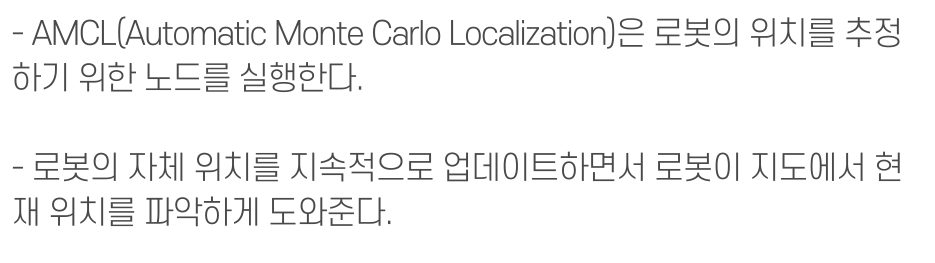 - AMCL(Automatic Monte Carlo Localization)은 로봇의 위치를 추정
하기 위한 노드를 실행한다.
- 로봇의 자체 위치를 지속적으로 업데이트하면서 로봇이 지도에서 현
재 위치를 파악하게 도와준다.